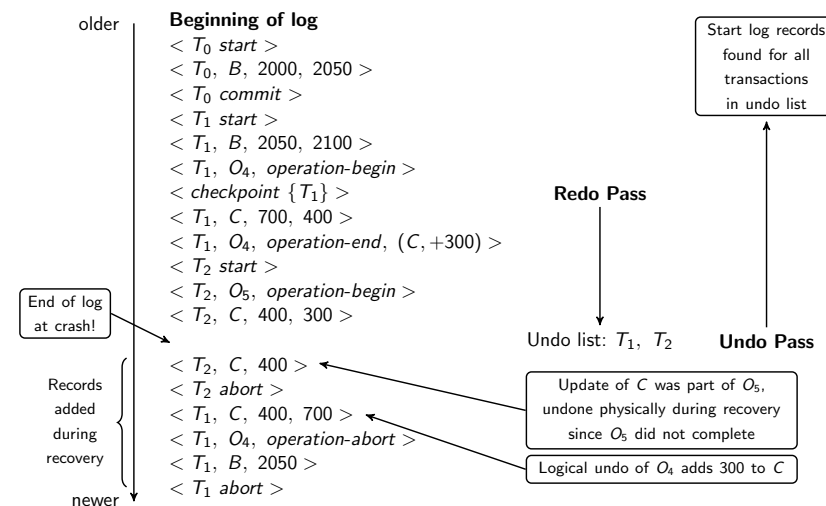 older
Beginning of log
< T₀ start >
< T₀, B, 2000, 2050 >
< T₀ commit >
< T₁ start >
< T₁, B, 2050, 2100 >
< T₁, O₄, operation-begin >
< checkpoint {T₁} >
< T₁, C, 700, 400 >
< T₁, O₄, operation-end, (C, +300) >
< T₂ start >
< T₂, O₅, operation-begin >
< T₂, C, 400, 300 >
End of log
at crash!
< T₂, C, 400 >
< T₂ abort >
< T₁, C, 400, 700 >
< T₁, O₄, operation-abort >
< T₁, B, 2050 >
< T₁ abort >
Records
added
during
recovery
newer
Redo Pass
Undo list: T₁, T₂
Start log records
found for all
transactions
in undo list
Undo Pass
Update of C was part of O₅,
undone physically during recovery
since O₅ did not complete
Logical undo of O₄ adds 300 to C